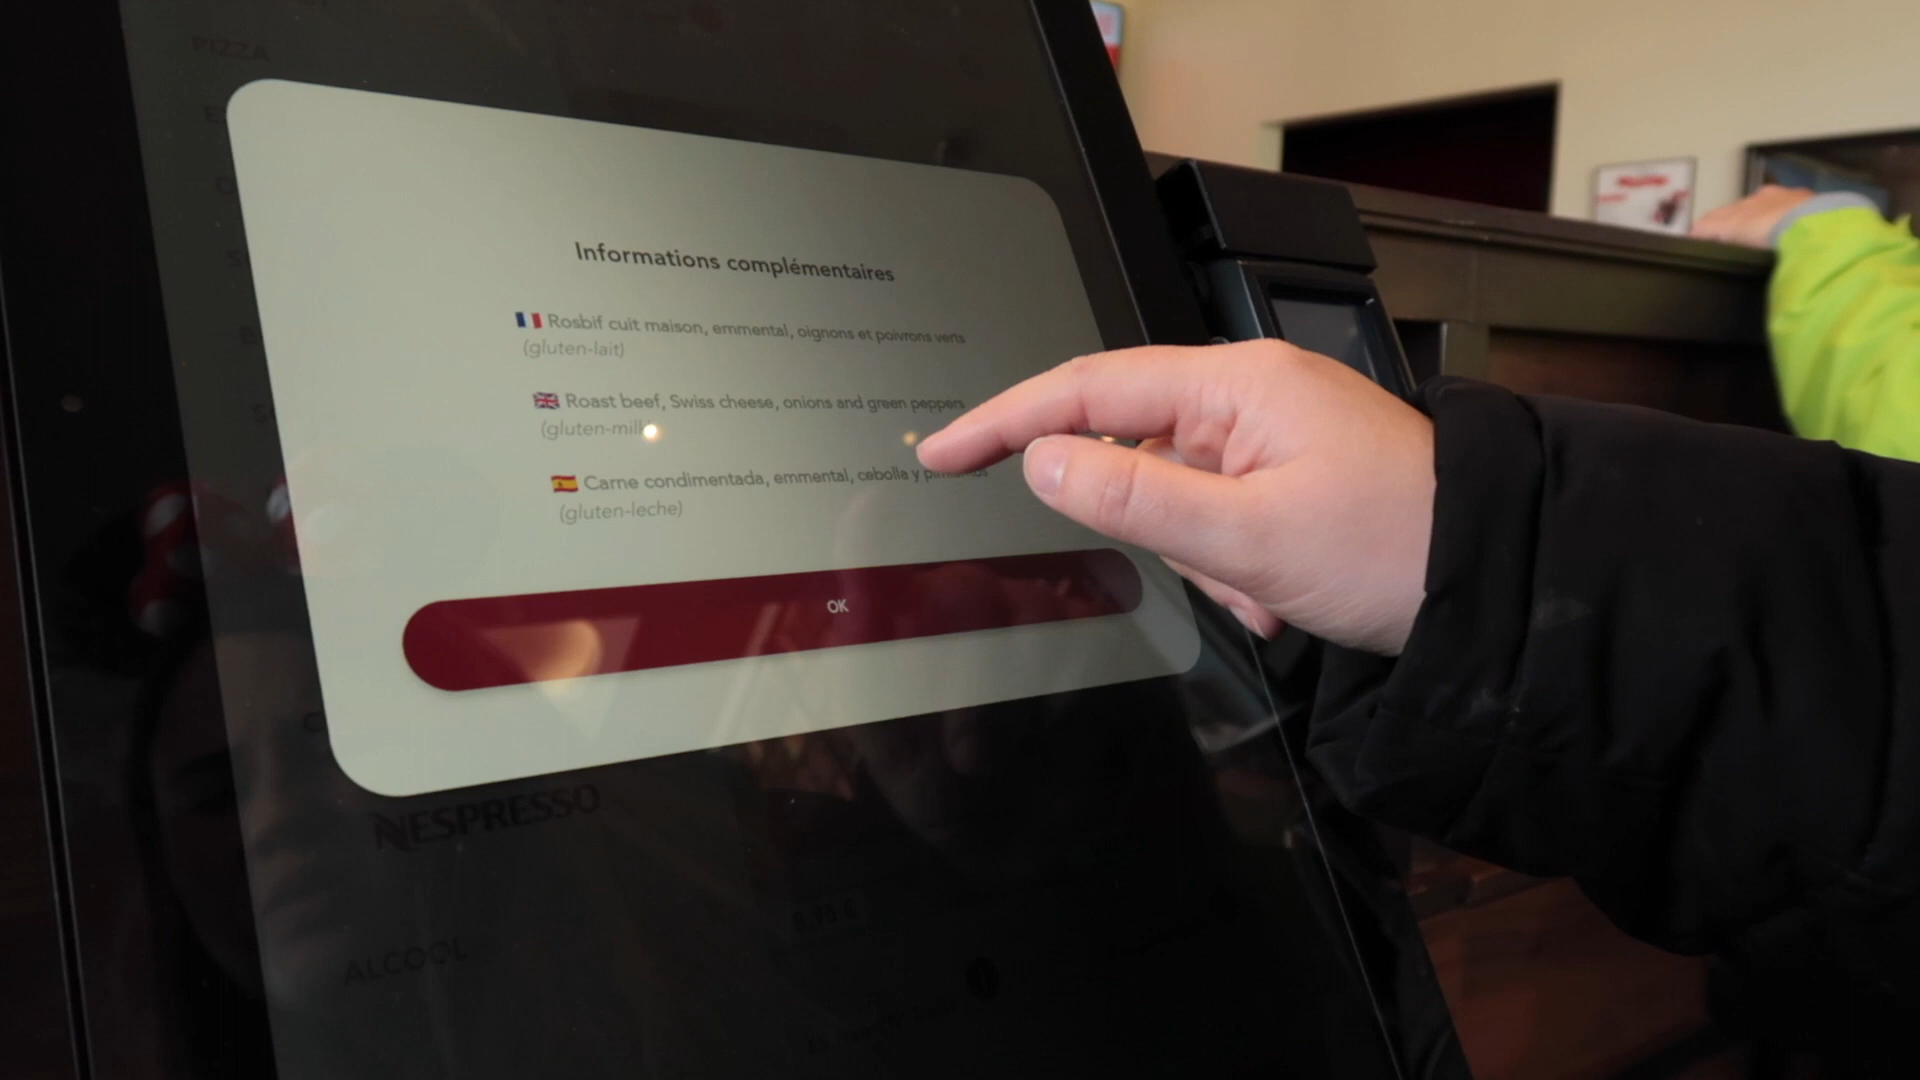 PIZZA
Informations complémentaires
🇫🇷 Rosbif cuit maison, emmental, oignons et poivrons verts
(gluten-lait)
🇬🇧 Roast beef, Swiss cheese, onions and green peppers
(gluten-milk)
🇪🇸 Carne condimentada, emmental, cebolla y
(gluten-leche)
OK
NESPRESSO
ALCOOL